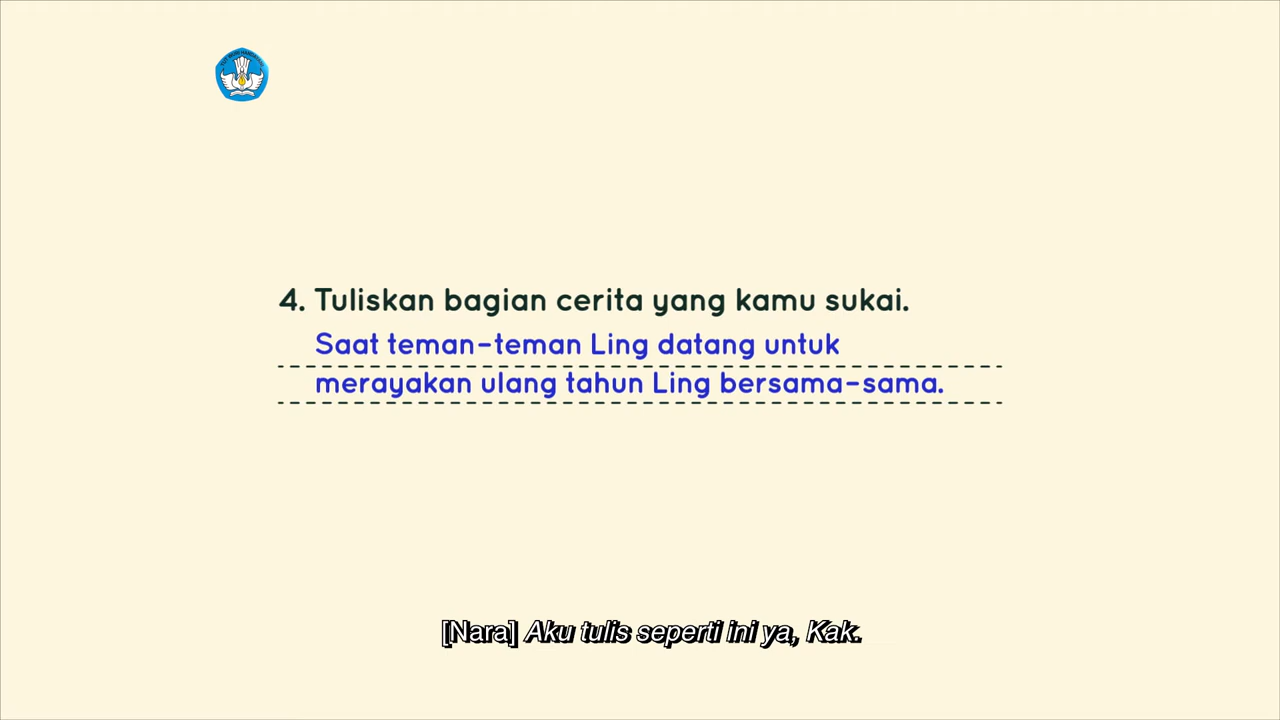 4. Tuliskan bagian cerita yang kamu sukai.
Saat teman-teman Ling datang untuk
merayakan ulang tahun Ling bersama-sama.
[Nara] Aku tulis seperti ini ya, Kak.